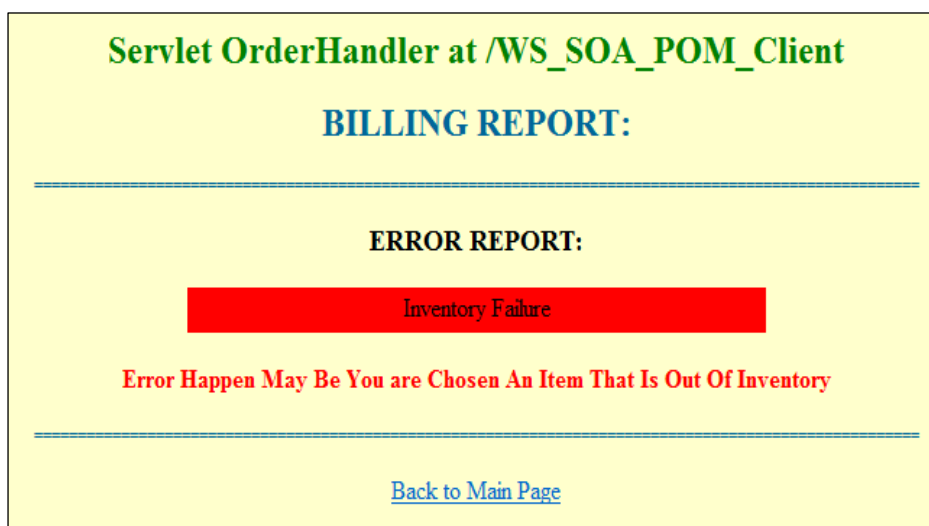 Servlet OrderHandler at /WS_SOA_POM_Client
BILLING REPORT:
ERROR REPORT:
Inventory Failure
Error Happen May Be You are Chosen An Item That Is Out Of Inventory
Back to Main Page